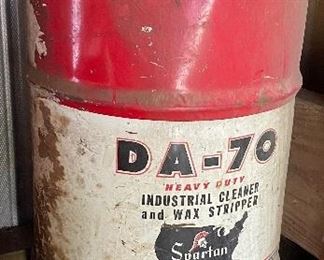 DA-70
HEAVY DUTY
INDUSTRIAL CLEANER
and WAX STRIPPER
Spartan